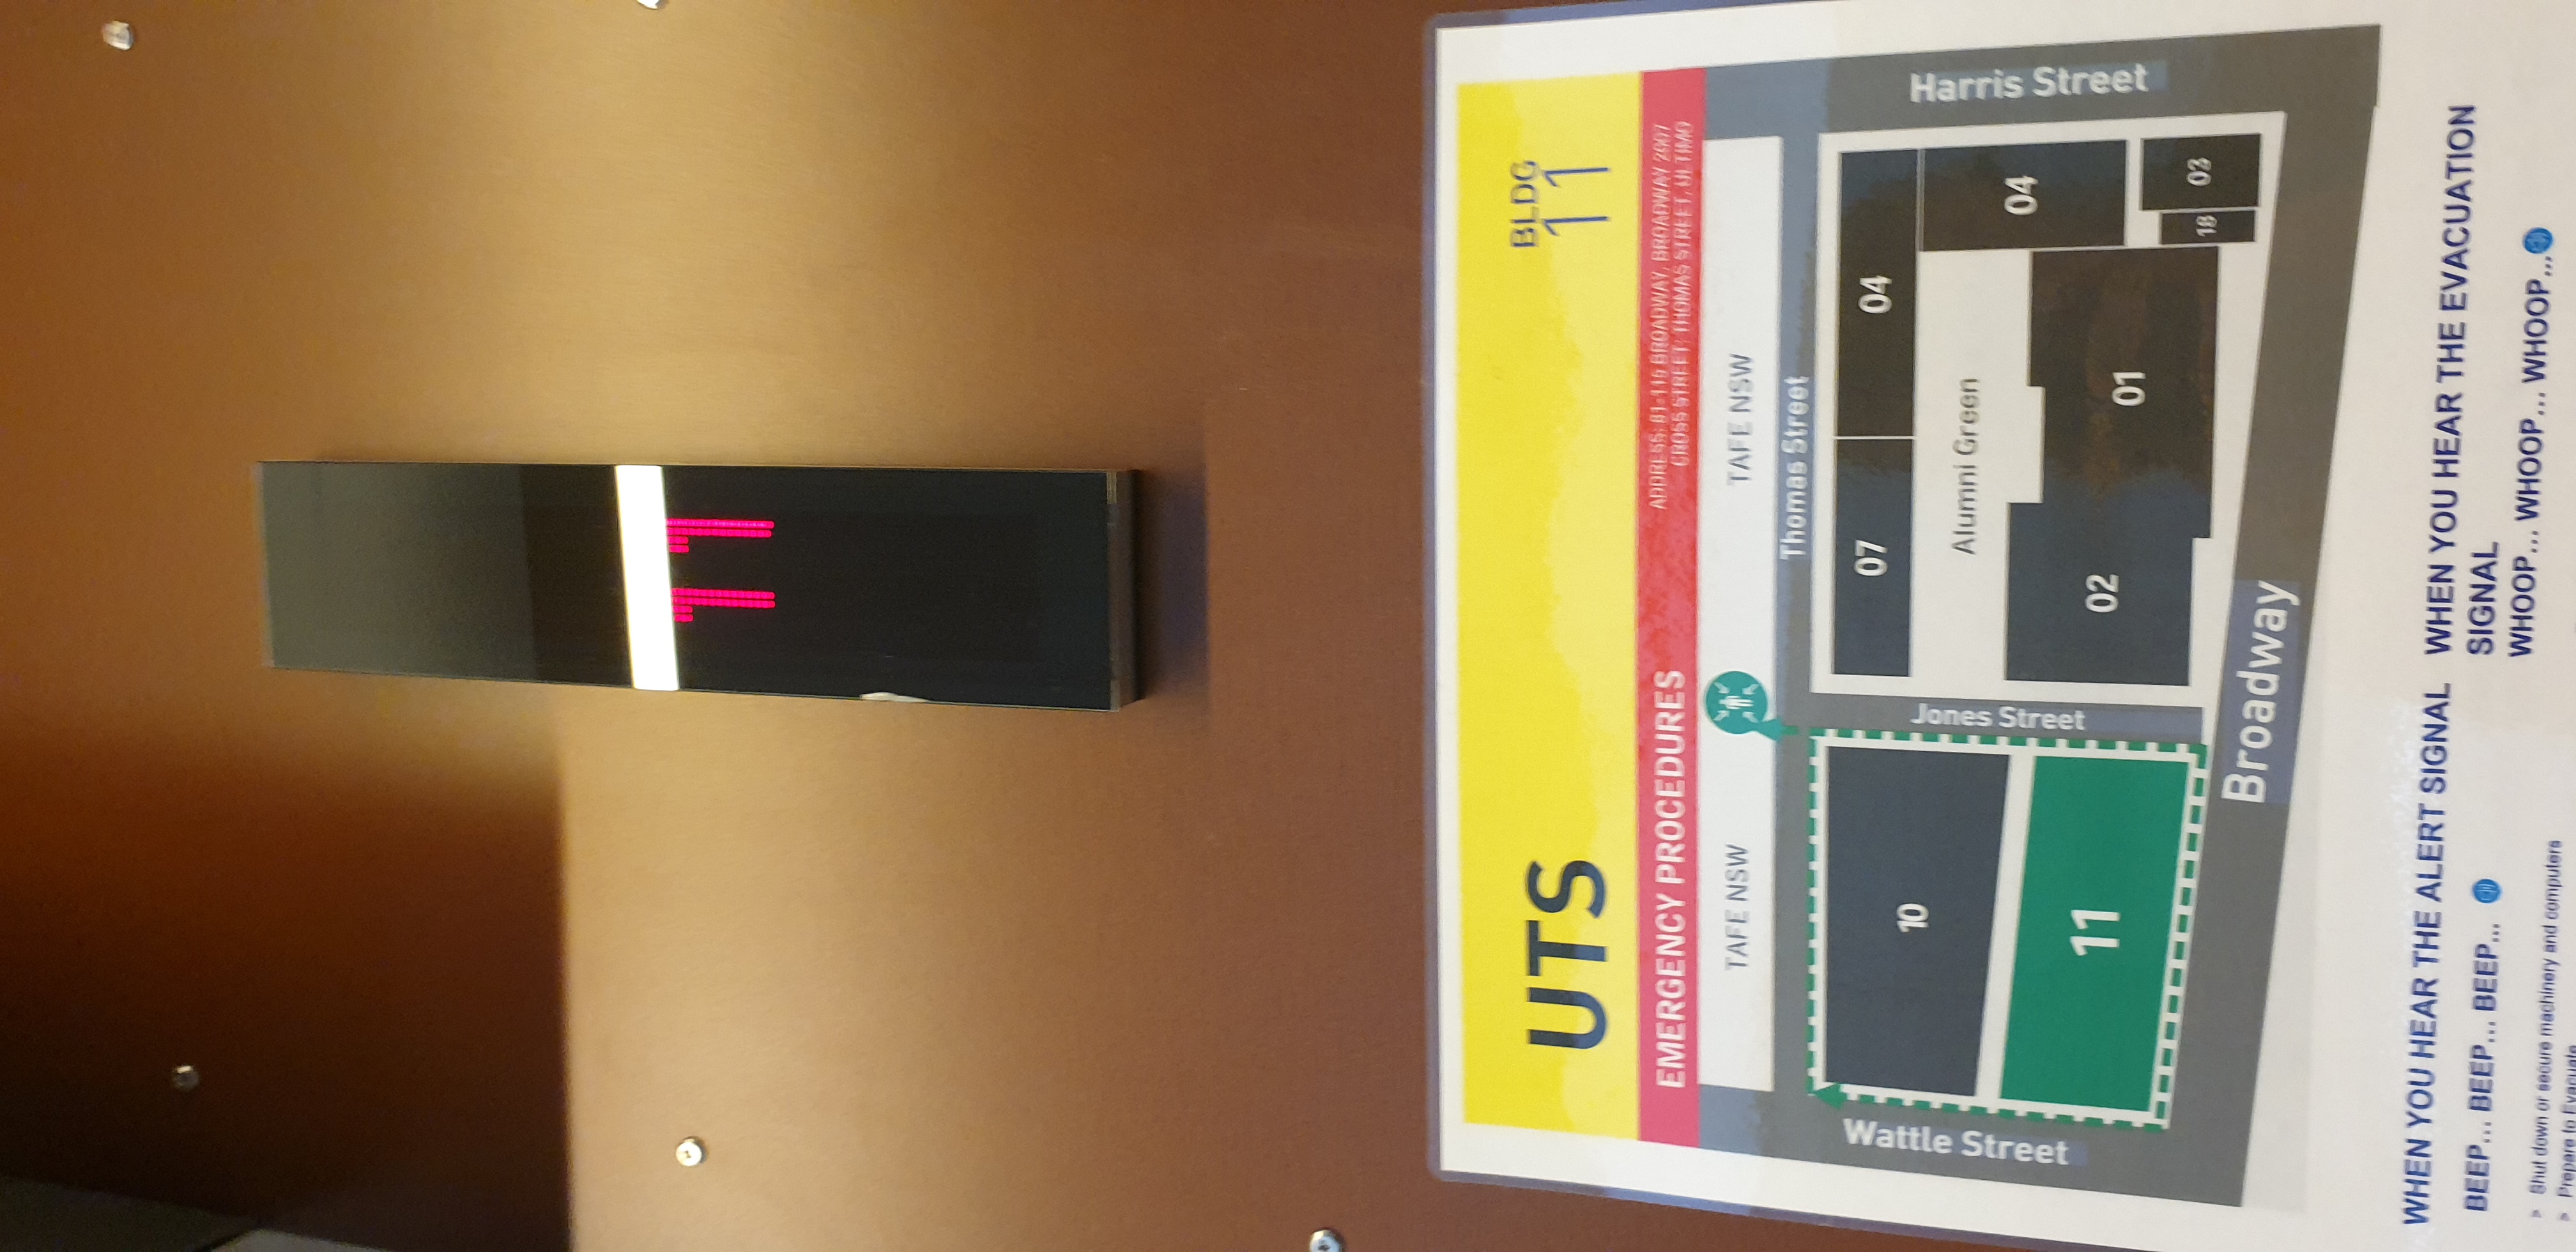 11
UTS
BLDG
11
EMERGENCY PROCEDURES
ADDRESS: 81-115 BROADWAY, BROADWAY 2007
CROSS STREET: THOMAS STREET, ULTIMO
TAFE NSW
TAFE NSW
Thomas Street
Wattle Street
10
11
Jones Street
07
04
Alumni Green
04
02
01
18
03
Harris Street
Broadway
WHEN YOU HEAR THE ALERT SIGNAL
BEEP... BEEP... BEEP...
> Shut down or secure machinery and computers
> Prepare to Evacuate
WHEN YOU HEAR THE EVACUATION
SIGNAL
WHOOP... WHOOP... WHOOP...